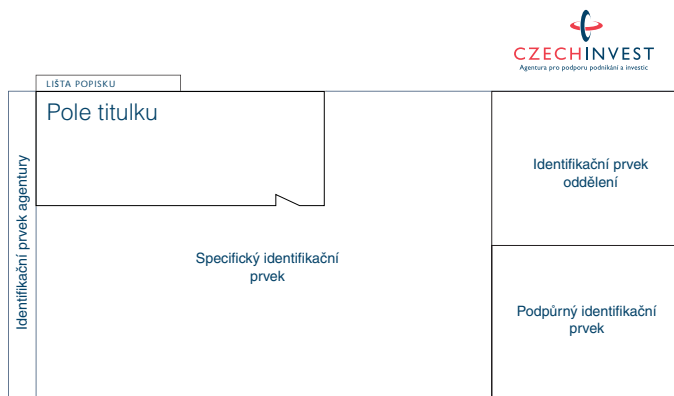 CZECHINVEST
Agentura pro podporu podnikání a investic
LIŠTA POPISKU
Pole titulku
Identifikační prvek agentury
Identifikační prvek
oddělení
Specifický identifikační
prvek
Podpůrný identifikační
prvek